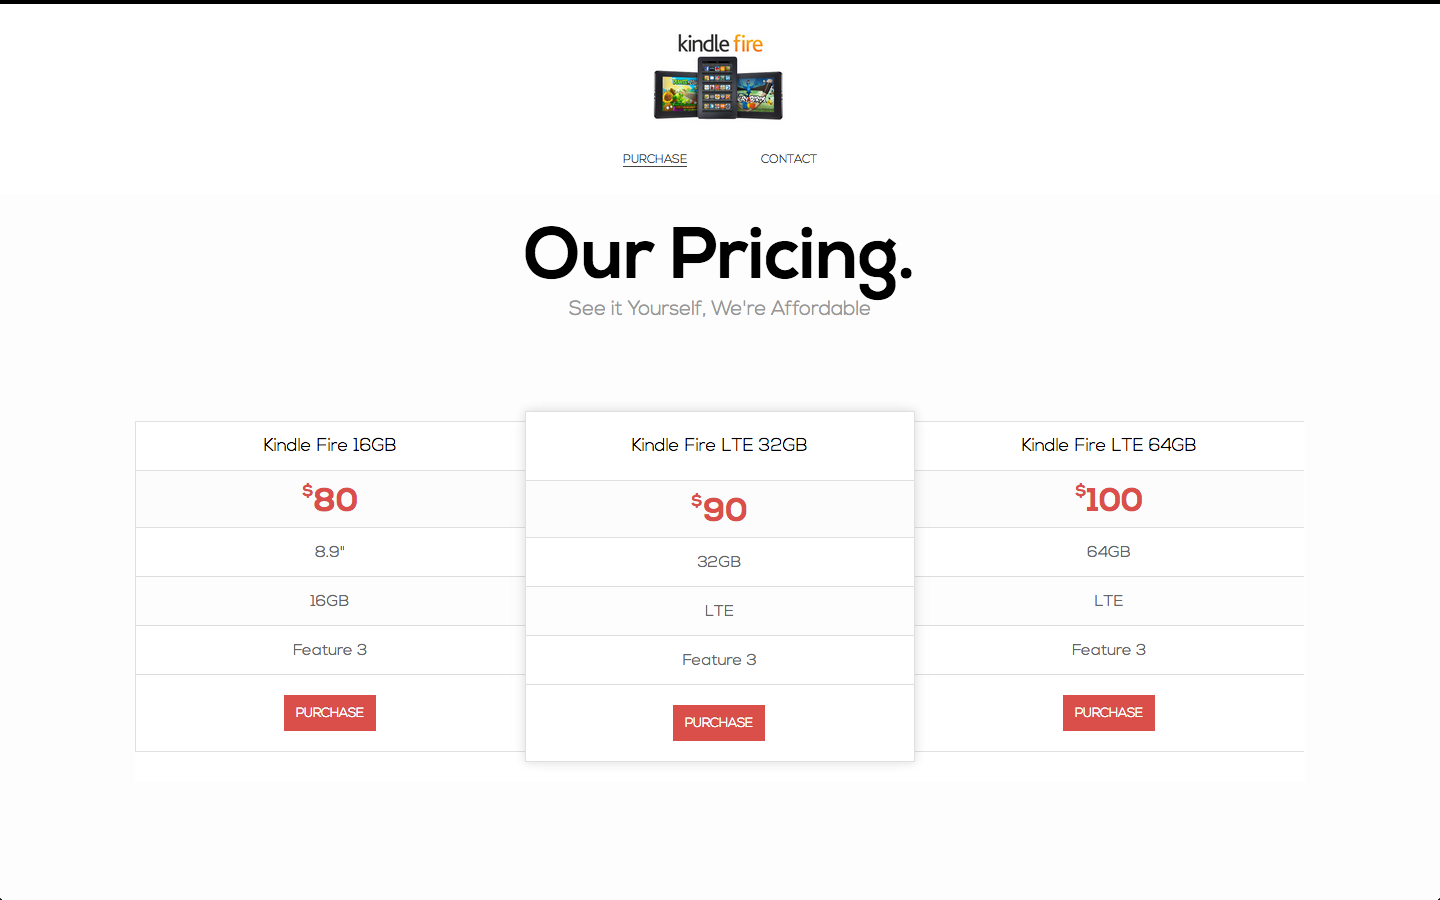 kindle fire
PURCHASE CONTACT
Our Pricing.
See it Yourself, We're Affordable
Kindle Fire 16GB
$80
8.9"
16GB
Feature 3
PURCHASE
Kindle Fire LTE 32GB
$90
32GB
LTE
Feature 3
PURCHASE
Kindle Fire LTE 64GB
$100
64GB
LTE
Feature 3
PURCHASE